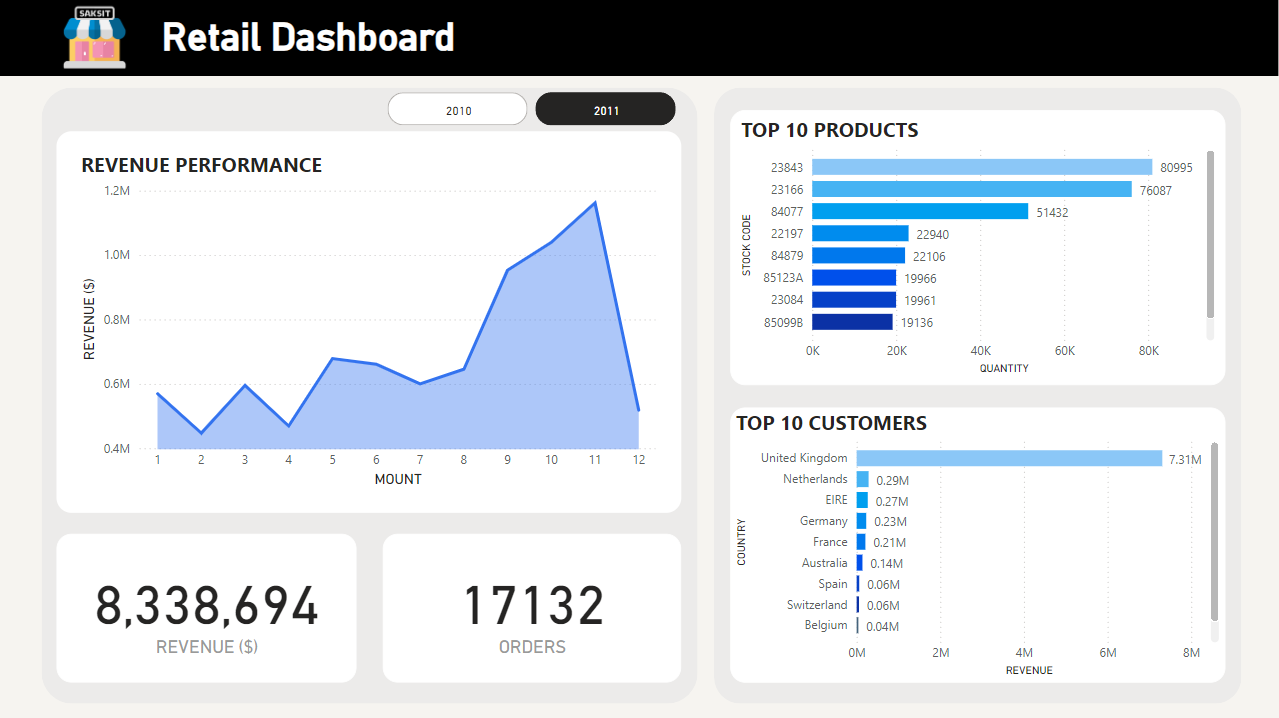 SAKSIT
Retail Dashboard
2010
2011
REVENUE PERFORMANCE
1.2M
1.0M
0.8M
0.6M
0.4M
REVENUE ($)
1 2 3 4 5 6 7 8 9 10 11 12
MOUNT
8,338,694
REVENUE ($)
17132
ORDERS
TOP 10 PRODUCTS
STOCK CODE
23843 80995
23166 76087
84077 51432
22197 22940
84879 22106
85123A 19966
23084 19961
85099B 19136
0K 20K 40K 60K 80K
QUANTITY
TOP 10 CUSTOMERS
COUNTRY
United Kingdom 7.31M
Netherlands 0.29M
EIRE 0.27M
Germany 0.23M
France 0.21M
Australia 0.14M
Spain 0.06M
Switzerland 0.06M
Belgium 0.04M
0M 2M 4M 6M 8M
REVENUE